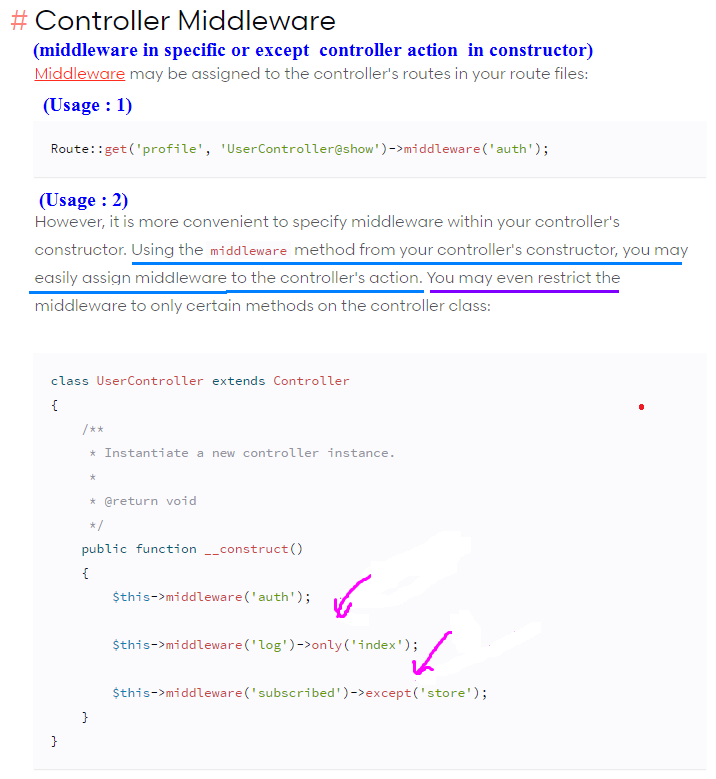 # Controller Middleware
(middleware in specific or except controller action in constructor)
Middleware may be assigned to the controller's routes in your route files:
(Usage : 1)
Route::get('profile', 'UserController@show')->middleware('auth');
(Usage : 2)
However, it is more convenient to specify middleware within your controller's
constructor. Using the middleware method from your controller's constructor, you may
easily assign middleware to the controller's action. You may even restrict the
middleware to only certain methods on the controller class:
class UserController extends Controller
{
    /**
     * Instantiate a new controller instance.
     *
     * @return void
     */
    public function __construct()
    {
        $this->middleware('auth');
        $this->middleware('log')->only('index');
        $this->middleware('subscribed')->except('store');
    }
}